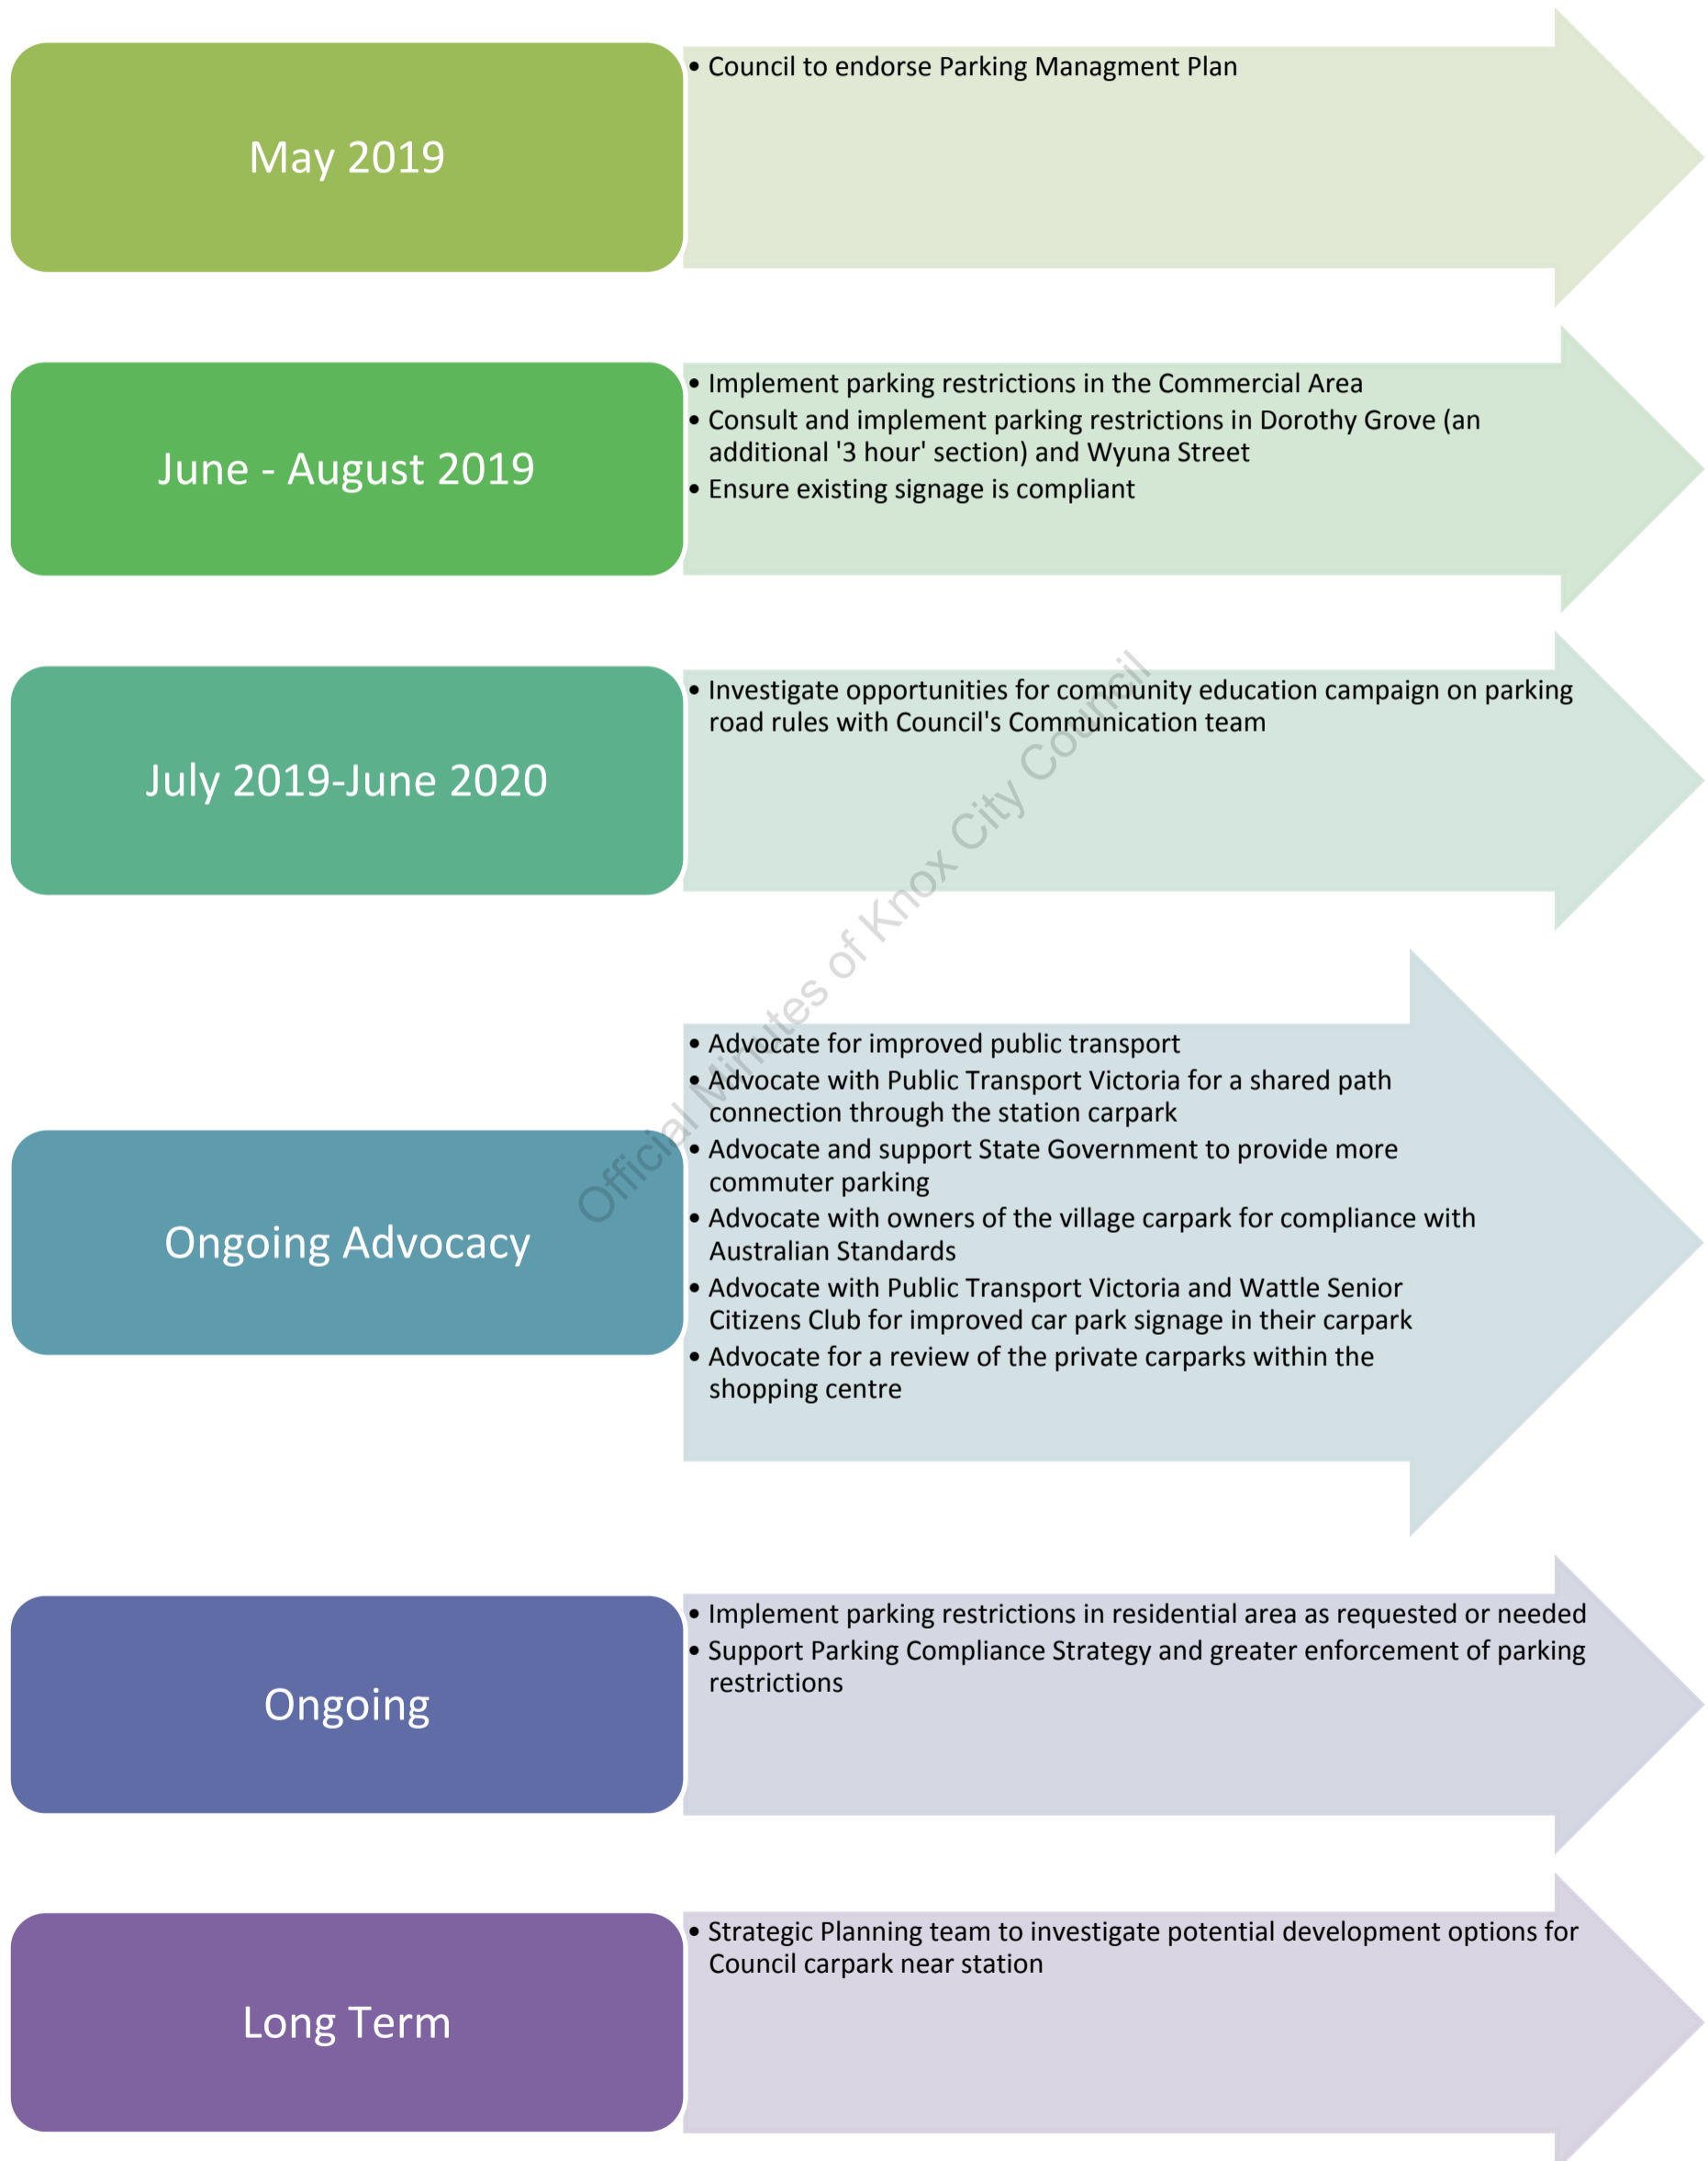 May 2019
• Council to endorse Parking Managment Plan
June - August 2019
• Implement parking restrictions in the Commercial Area
• Consult and implement parking restrictions in Dorothy Grove (an
additional '3 hour' section) and Wyuna Street
• Ensure existing signage is compliant
July 2019-June 2020
• Investigate opportunities for community education campaign on parking
road rules with Council's Communication team
Ongoing Advocacy
• Advocate for improved public transport
• Advocate with Public Transport Victoria for a shared path
connection through the station carpark
• Advocate and support State Government to provide more
commuter parking
• Advocate with owners of the village carpark for compliance with
Australian Standards
• Advocate with Public Transport Victoria and Wattle Senior
Citizens Club for improved car park signage in their carpark
• Advocate for a review of the private carparks within the
shopping centre
Ongoing
• Implement parking restrictions in residential area as requested or needed
• Support Parking Compliance Strategy and greater enforcement of parking
restrictions
Long Term
• Strategic Planning team to investigate potential development options for
Council carpark near station
Official Minutes of Knox City Council